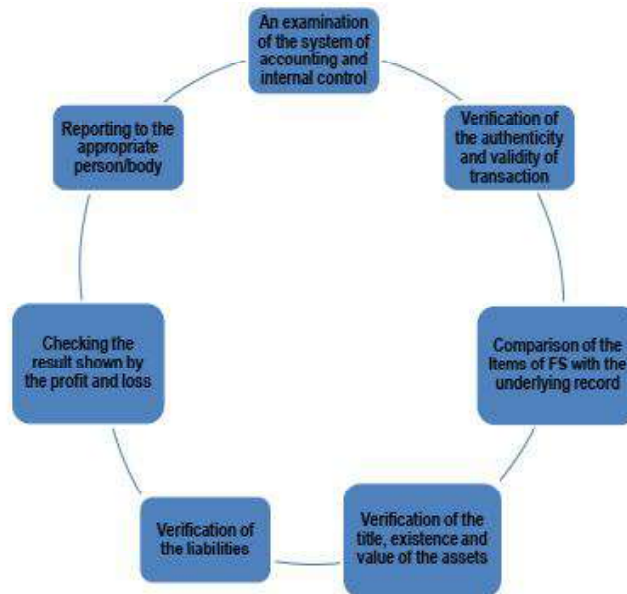 An examination
of the system of
accounting and
internal control
Verification of
the authenticity
and validity of
transaction
Comparison of the
Items of FS with the
underlying record
Verification of the
title, existence and
value of the assets
Verification of
the liabilities
Checking the
result shown by
the profit and loss
Reporting to the
appropriate
person/body